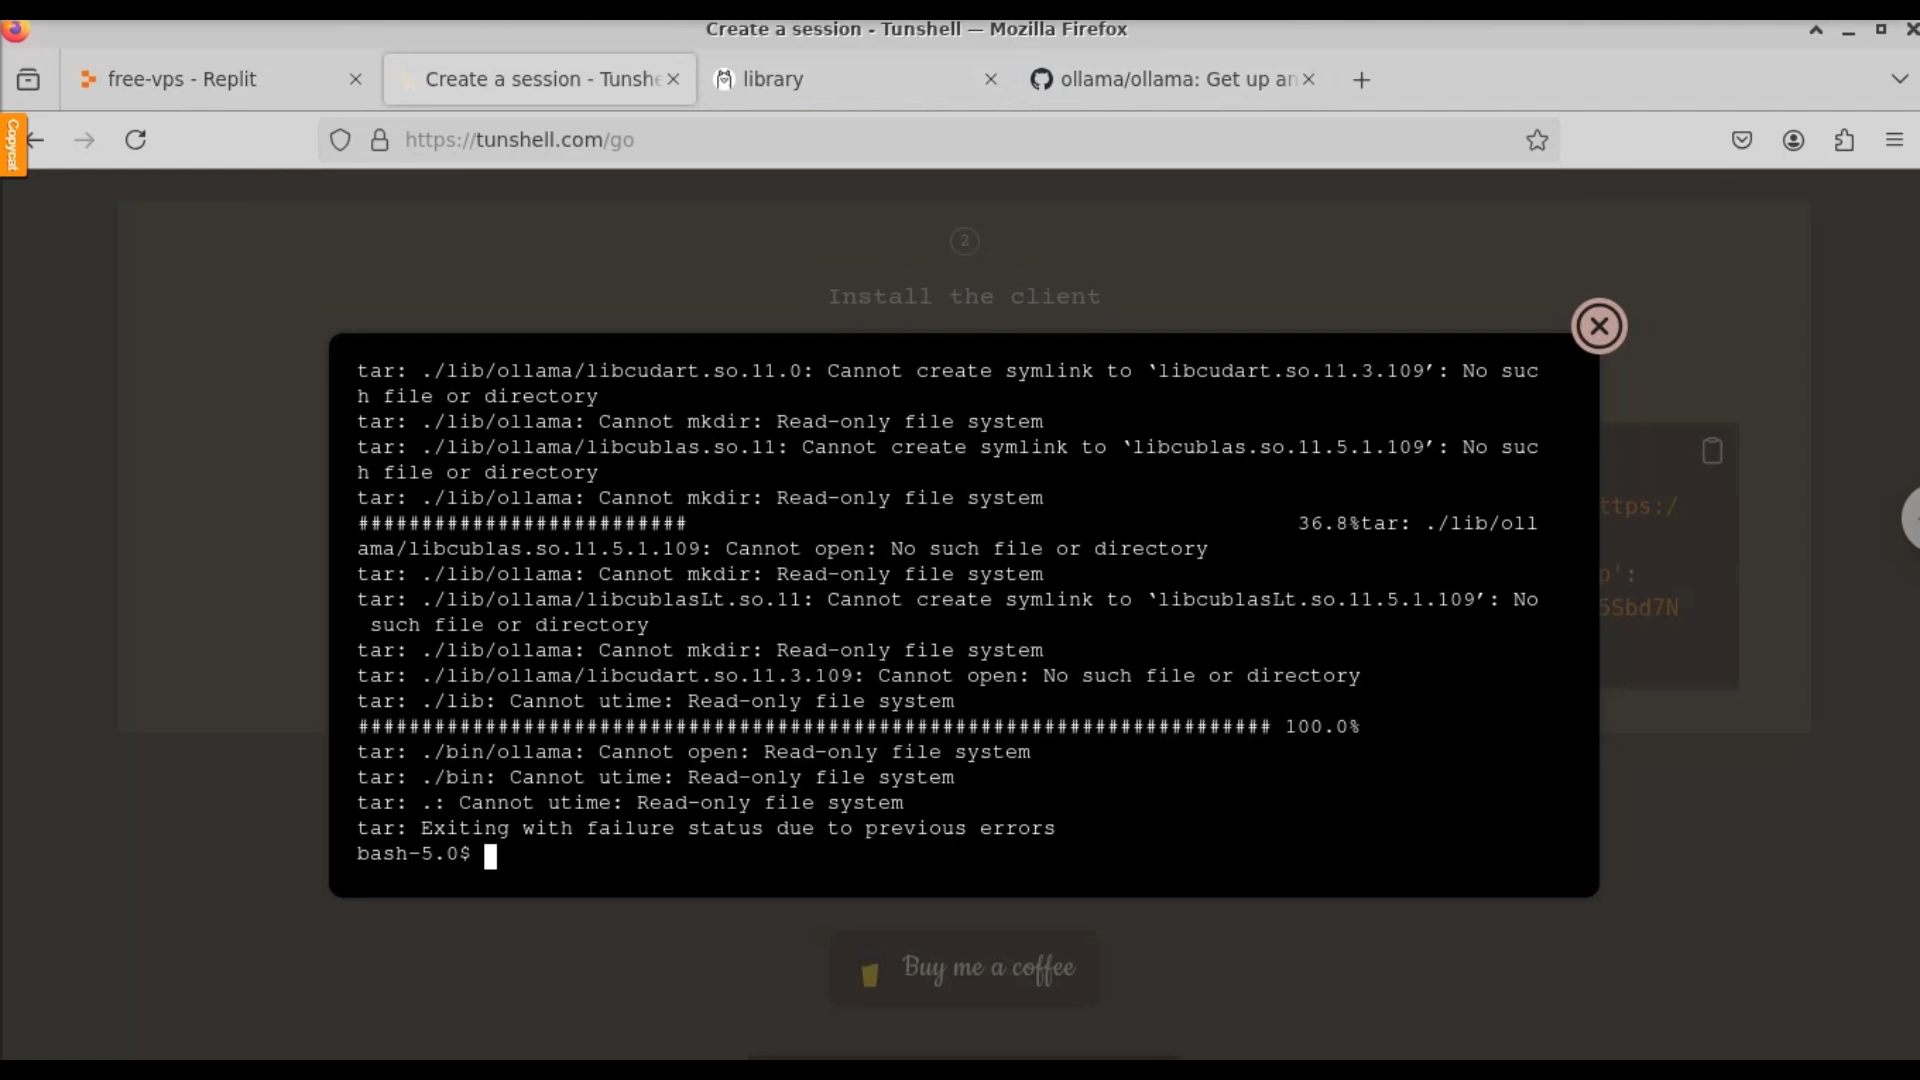 Create a session - Tunshell — Mozilla Firefox
free-vps - Replit
Create a session - Tunshe
library
ollama/ollama: Get up an
Copycat
https://tunshell.com/go
2
Install the client
tar: ./lib/ollama/libcudart.so.11.0: Cannot create symlink to ‘libcudart.so.11.3.109’: No suc
h file or directory
tar: ./lib/ollama: Cannot mkdir: Read-only file system
tar: ./lib/ollama/libcublas.so.11: Cannot create symlink to ‘libcublas.so.11.5.1.109’: No suc
h file or directory
tar: ./lib/ollama: Cannot mkdir: Read-only file system
########################## 36.8%tar: ./lib/oll
ama/libcublas.so.11.5.1.109: Cannot open: No such file or directory
tar: ./lib/ollama: Cannot mkdir: Read-only file system
tar: ./lib/ollama/libcublasLt.so.11: Cannot create symlink to ‘libcublasLt.so.11.5.1.109’: No
such file or directory
tar: ./lib/ollama: Cannot mkdir: Read-only file system
tar: ./lib/ollama/libcudart.so.11.3.109: Cannot open: No such file or directory
tar: ./lib: Cannot utime: Read-only file system
######################################################################## 100.0%
tar: ./bin/ollama: Cannot open: Read-only file system
tar: ./bin: Cannot utime: Read-only file system
tar: .: Cannot utime: Read-only file system
tar: Exiting with failure status due to previous errors
bash-5.0$
ttps:/
p':
5Sbd7N
Buy me a coffee